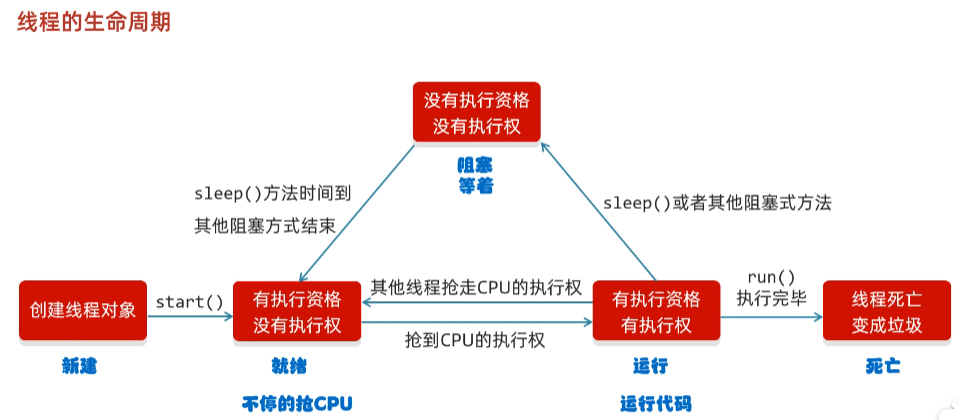 线程的生命周期
没有执行资格
没有执行权
阻塞
等着
sleep()方法时间到
其他阻塞方式结束
sleep()或者其他阻塞式方法
创建线程对象
新建
start()
有执行资格
没有执行权
就绪
不停的抢CPU
其他线程抢走CPU的执行权
抢到CPU的执行权
有执行资格
有执行权
运行
运行代码
run()
执行完毕
线程死亡
变成垃圾
死亡